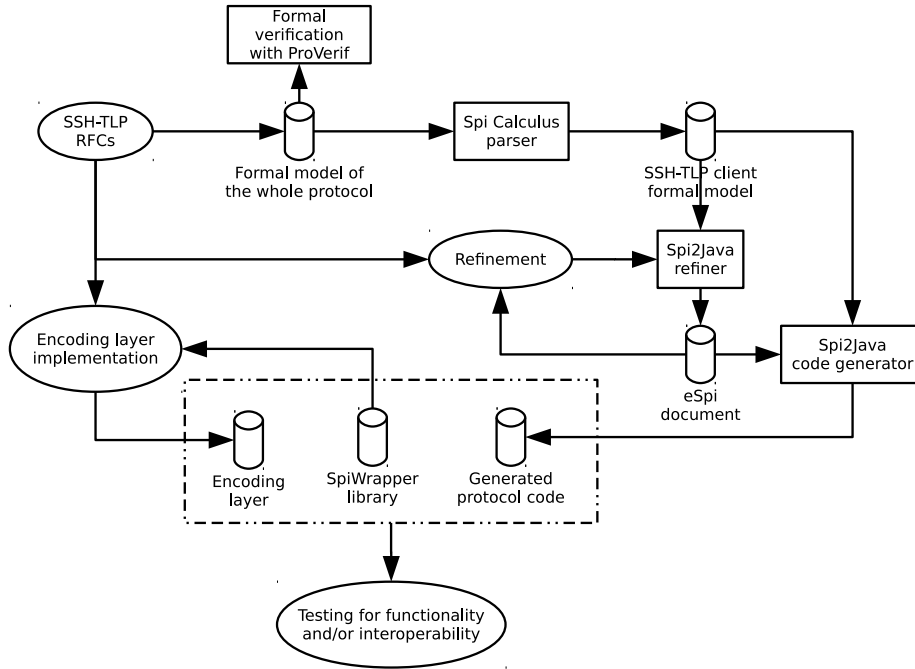 Formal
verification
with ProVerif
SSH-TLP
RFCs
Formal model of
the whole protocol
Spi Calculus
parser
SSH-TLP client
formal model
Refinement
Spi2Java
refiner
Encoding layer
implementation
eSpi
document
Spi2Java
code generator
Encoding
layer
SpiWrapper
library
Generated
protocol code
Testing for functionality
and/or interoperability